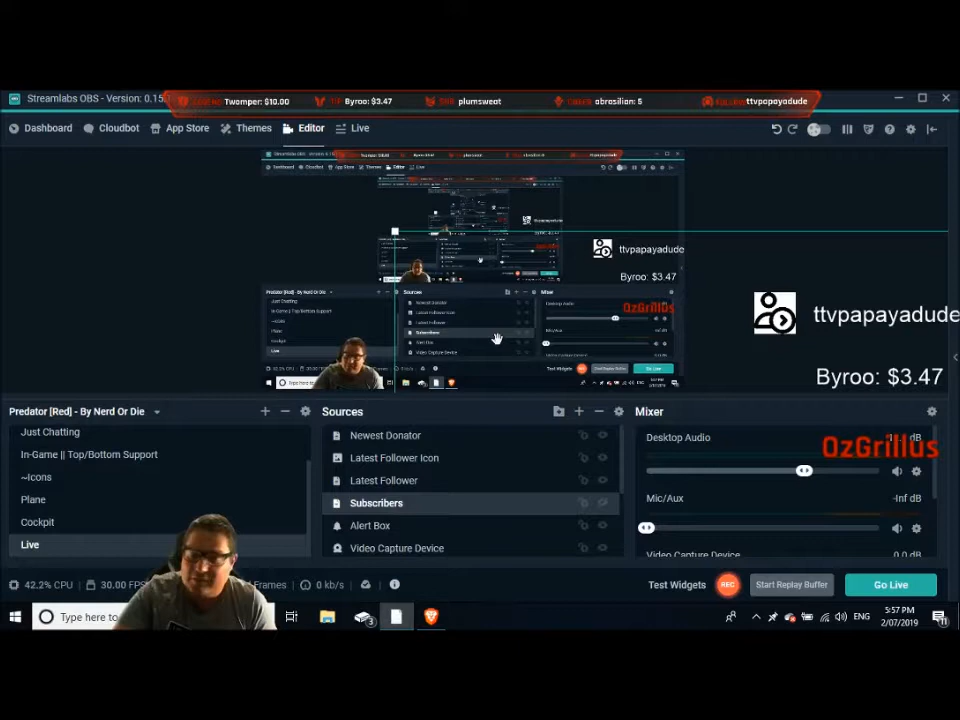 Streamlabs OBS - Version: 0.15
Twomper: $10.00
Byroo: $3.47
plumsweat
abrasilian: 5
ttvpapayadude
Dashboard
Cloudbot
App Store
Themes
Editor
Live
ttvpapayadude
Byroo: $3.47
OzGrillus
ttvpapayadude
Byroo: $3.47
Predator [Red] - By Nerd Or Die
Sources
Mixer
Just Chatting
In-Game || Top/Bottom Support
~Icons
Plane
Cockpit
Live
Newest Donator
Latest Follower Icon
Latest Follower
Subscribers
Alert Box
Video Capture Device
Desktop Audio
dB
OzGrillus
Mic/Aux
-Inf dB
Video Capture Device
0.0 dB
42.2% CPU
30.00 FPS
Frames
0 kb/s
Test Widgets
REC
Start Replay Buffer
Go Live
Type here to
3
ENG
5:57 PM
2/07/2019